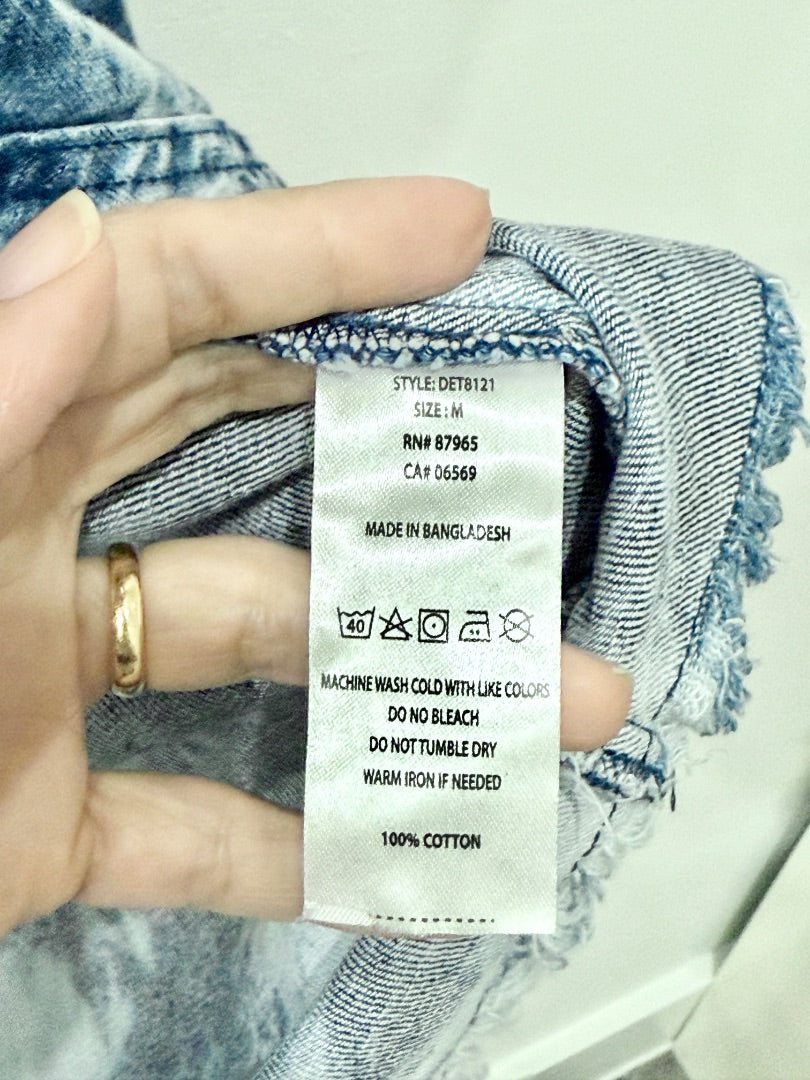 STYLE: DET8121
SIZE : M
RN# 87965
CA# 06569
MADE IN BANGLADESH
40
MACHINE WASH COLD WITH LIKE COLORS
DO NO BLEACH
DO NOT TUMBLE DRY
WARM IRON IF NEEDED
100% COTTON